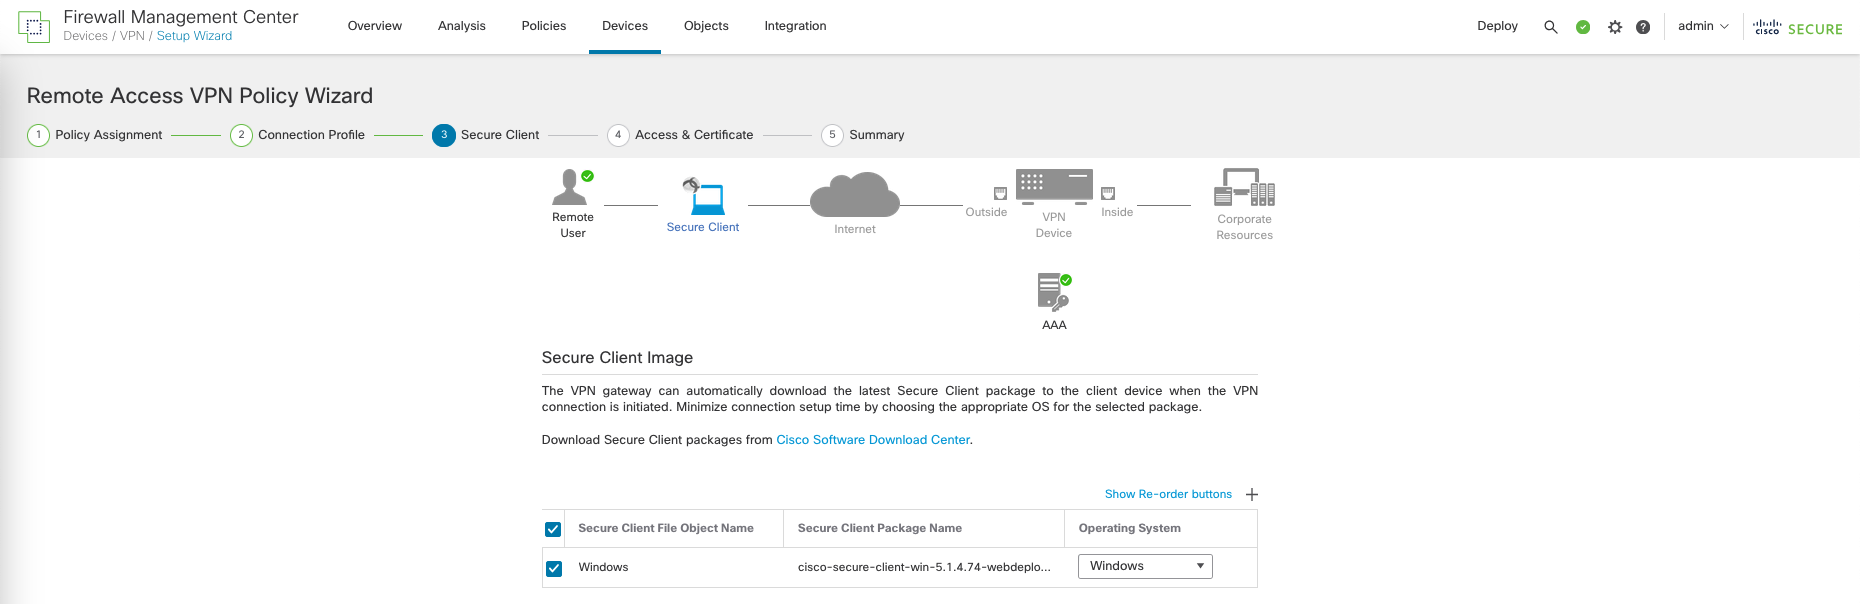 Firewall Management Center
Devices / VPN / Setup Wizard
Overview
Analysis
Policies
Devices
Objects
Integration
Deploy
admin
cisco SECURE
Remote Access VPN Policy Wizard
1 Policy Assignment
2 Connection Profile
3 Secure Client
4 Access & Certificate
5 Summary
Remote
User
Secure Client
Internet
Outside
VPN
Device
Inside
Corporate
Resources
AAA
Secure Client Image
The VPN gateway can automatically download the latest Secure Client package to the client device when the VPN
connection is initiated. Minimize connection setup time by choosing the appropriate OS for the selected package.
Download Secure Client packages from Cisco Software Download Center.
Show Re-order buttons
Secure Client File Object Name
Secure Client Package Name
Operating System
Windows
cisco-secure-client-win-5.1.4.74-webdeplo...
Windows